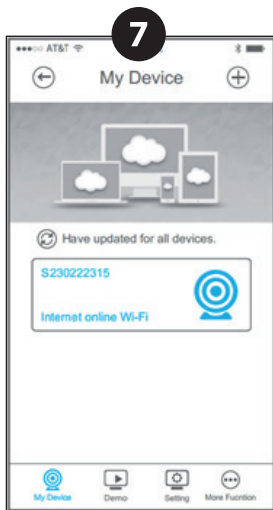 7
AT&T
My Device
Have updated for all devices.
S230222315
Internet online Wi-Fi
My Device Demo Setting More Fucntion